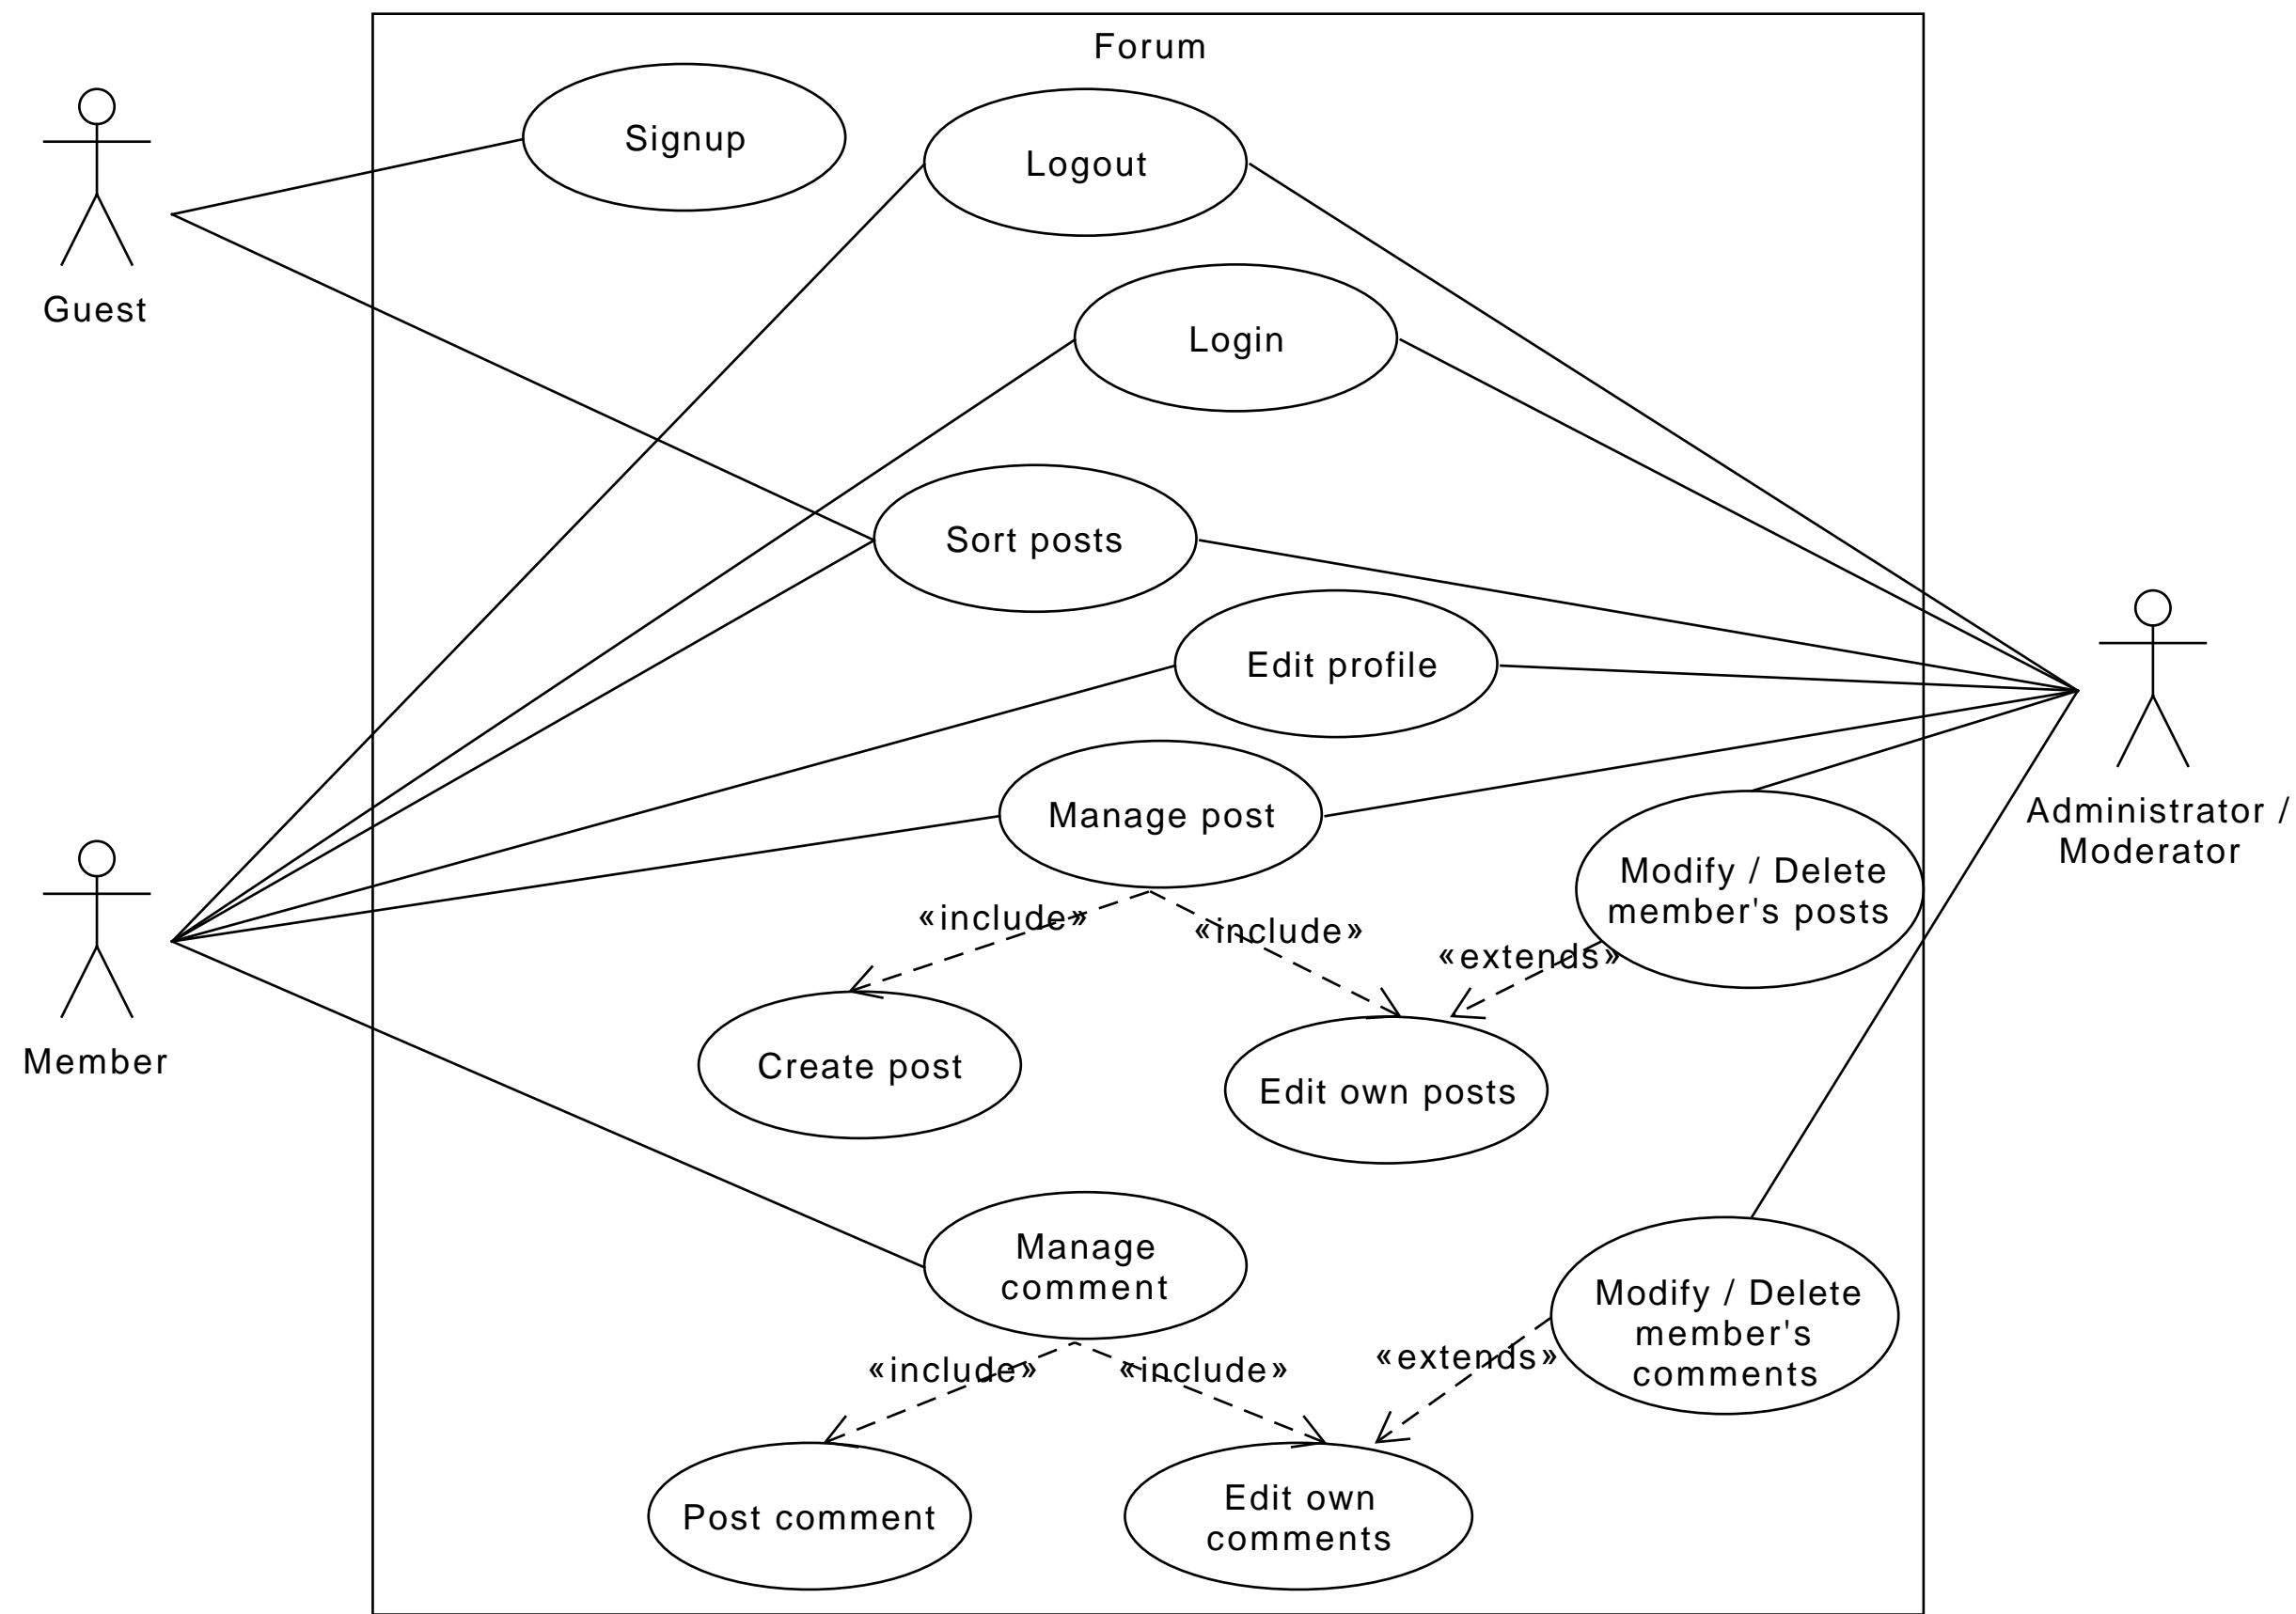 Forum
Signup
Logout
Guest
Login
Sort posts
Edit profile
Manage post
Administrator /
Moderator
Modify / Delete
member's posts
«include»
«include»
«extends»
Member
Create post
Edit own posts
Manage
comment
Modify / Delete
member's
comments
«include»
«include»
«extends»
Post comment
Edit own
comments